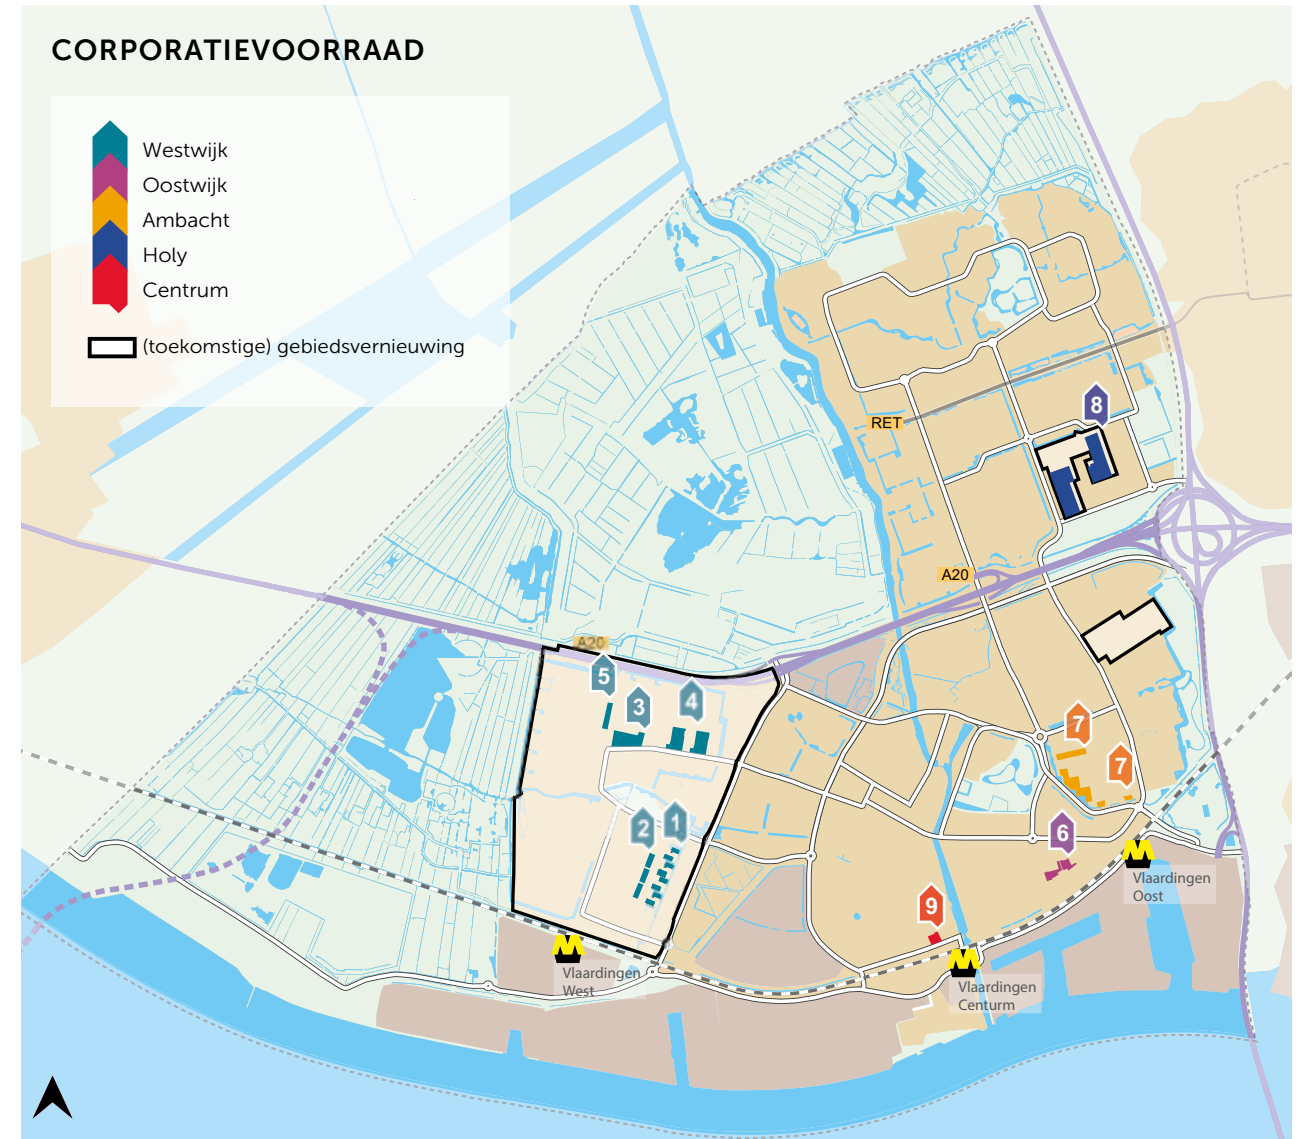 CORPORATIEVOORRAAD
Westwijk
Oostwijk
Ambacht
Holy
Centrum
(toekomstige) gebiedsvernieuwing
8
RET
A20
A20
5
3
4
7
7
2
1
6
Vlaardingen
Oost
9
Vlaardingen
West
Vlaardingen
Centurm